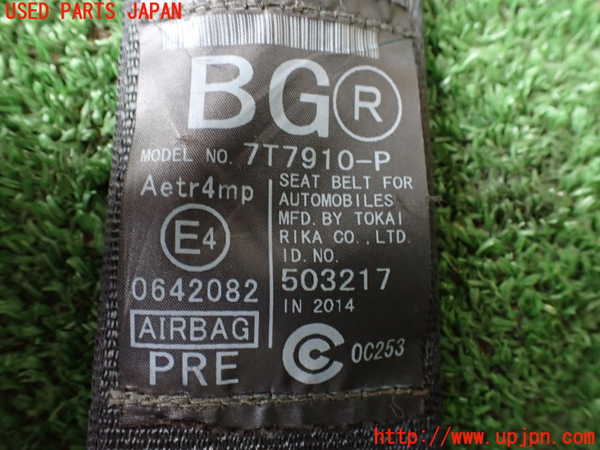 USED PARTS JAPAN
BG R
MODEL NO. 7T7910-P
Aetr4mp
E4
0642082
AIRBAG
PRE
SEAT BELT FOR
AUTOMOBILES
MFD. BY TOKAI
RIKA CO., LTD.
ID. NO.
503217
IN 2014
OC253
http://www.upjpn.com/